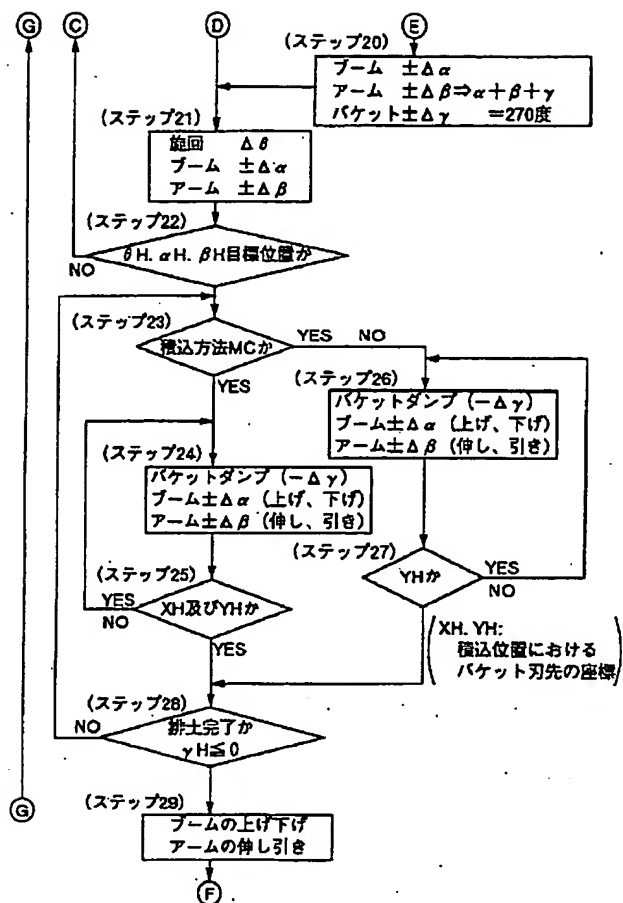 G C D E
(ステップ20)
ブーム ±Δα
アーム ±Δβ⇒α+β+γ
バケット±Δγ =270度
(ステップ21)
旋回 Δθ
ブーム ±Δα
アーム ±Δβ
(ステップ22)
θH. αH. βH目標位置か
NO
(ステップ23)
積込方法MCか
YES NO
YES
(ステップ26)
バケットダンプ (-Δγ)
ブーム±Δα (上げ、下げ)
アーム±Δβ (伸し、引き)
(ステップ24)
バケットダンプ (-Δγ)
ブーム±Δα (上げ、下げ)
アーム±Δβ (伸し、引き)
(ステップ27)
YHか
YES
NO
(ステップ25)
XH及びYHか
YES
NO
YES
(XH. YH:
積込位置における
バケット刃先の座標)
(ステップ28)
排土完了か
γH≦0
NO
G
(ステップ29)
ブームの上げ下げ
アームの伸し引き
F